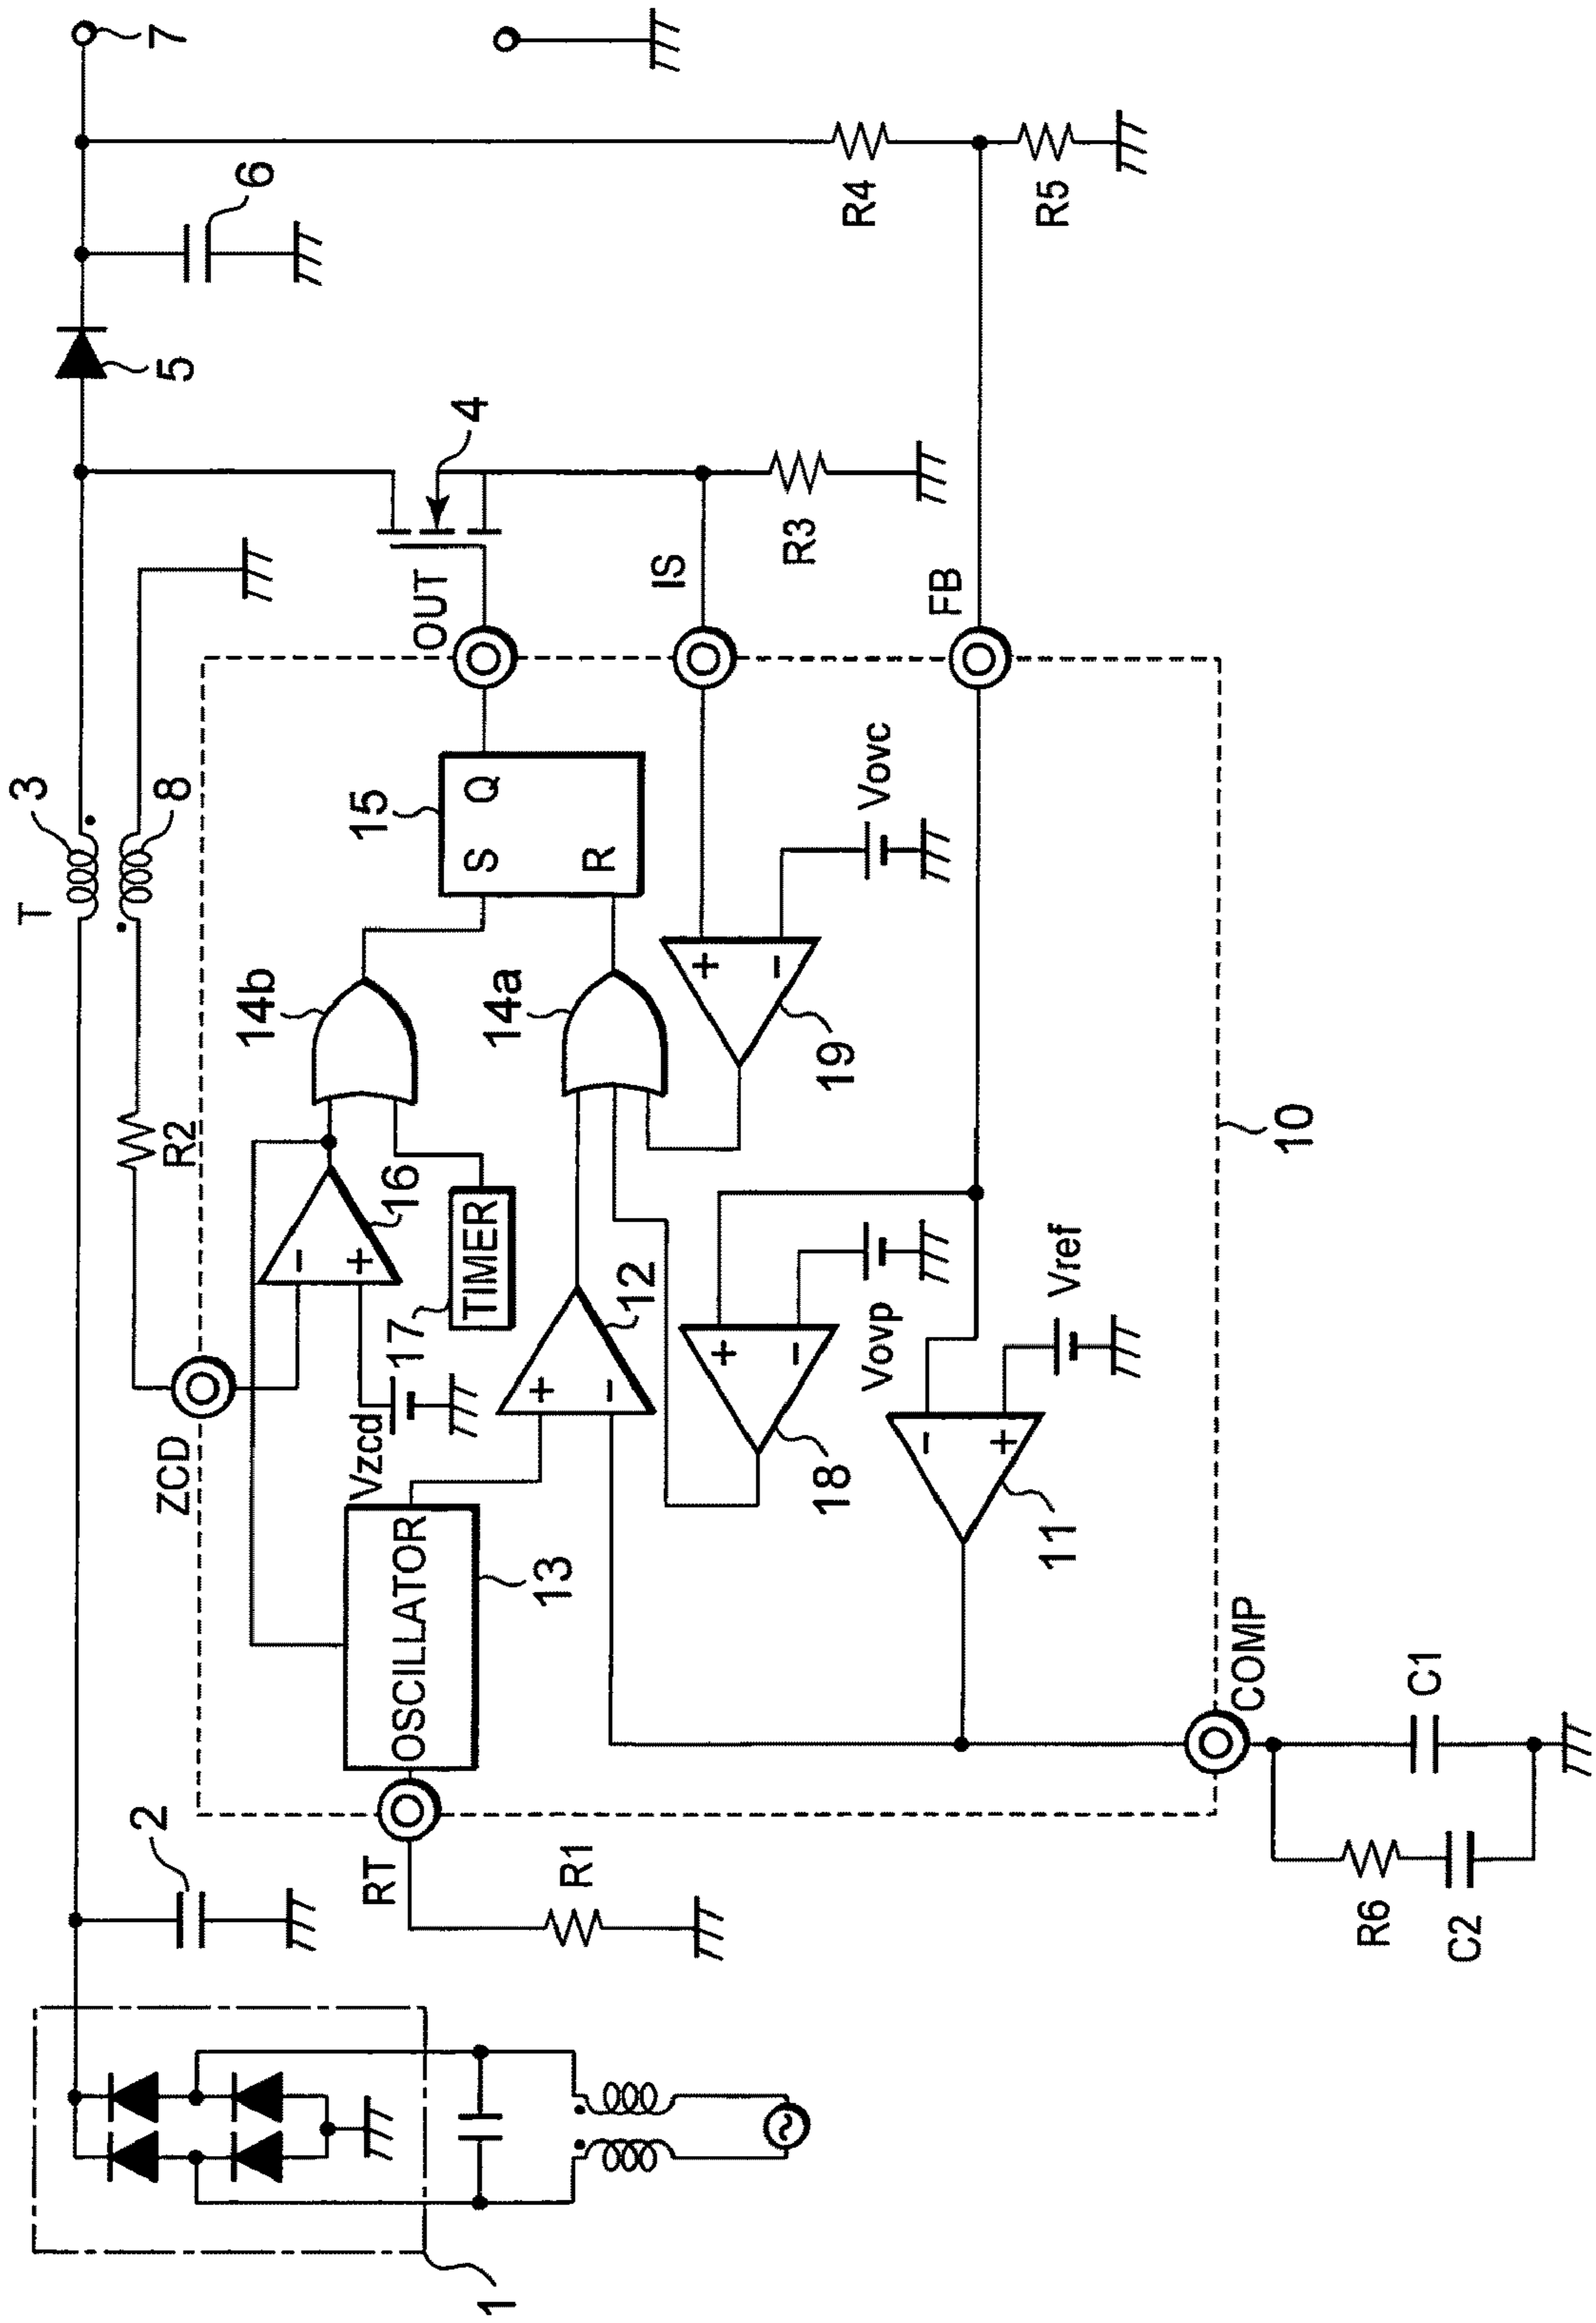 T
3
8
7
6
5
4
R4
R5
R3
R2
ZCD
OUT
IS
FB
14b
15
S
Q
R
14a
16
-
+
17
TIMER
Vzcd
12
+
-
19
+
-
Vovc
18
+
-
Vovp
11
-
+
Vref
OSCILLATOR
13
10
RT
R1
COMP
C1
R6
C2
2
1
~